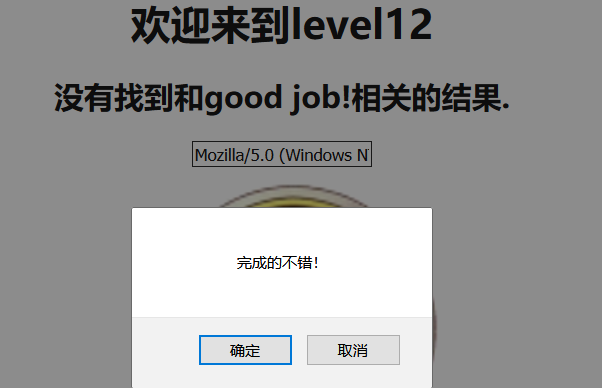 欢迎来到level12
没有找到和good job!相关的结果.
Mozilla/5.0 (Windows N
完成的不错！
确定
取消